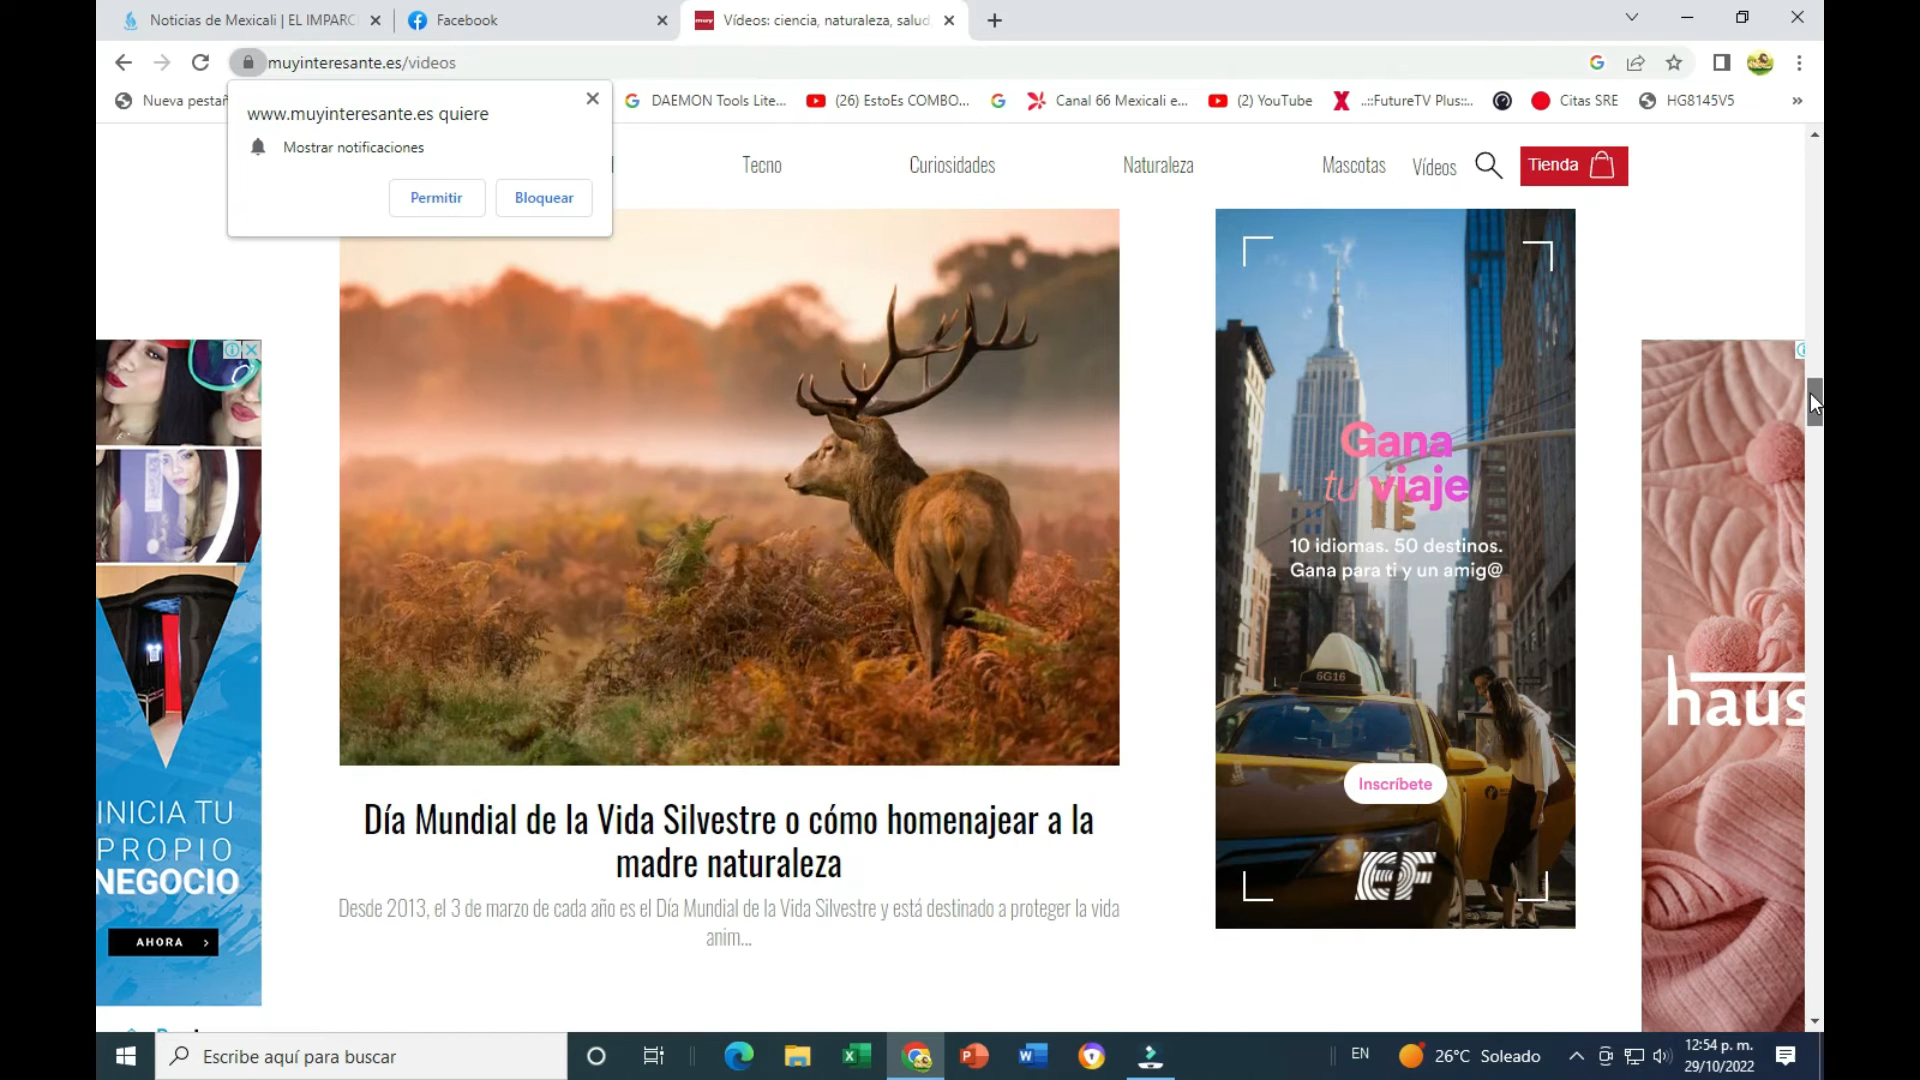 Noticias de Mexicali | EL IMPARC
Facebook
muy
Vídeos: ciencia, naturaleza, salud,
muyinteresante.es/videos
Nueva pestañ
DAEMON Tools Lite...
(26) EstoEs COMBO...
Canal 66 Mexicali e...
(2) YouTube
..::FutureTV Plus::..
Citas SRE
HG8145V5
»
www.muyinteresante.es quiere
Mostrar notificaciones
Permitir
Bloquear
Tecno
Curiosidades
Naturaleza
Mascotas
Vídeos
Tienda
Gana
tu viaje
10 idiomas. 50 destinos.
Gana para ti y un amig@
6G16
Inscríbete
EF
INICIA TU
PROPIO
NEGOCIO
AHORA >
haus
Día Mundial de la Vida Silvestre o cómo homenajear a la
madre naturaleza
Desde 2013, el 3 de marzo de cada año es el Día Mundial de la Vida Silvestre y está destinado a proteger la vida
anim...
Escribe aquí para buscar
EN
26°C Soleado
12:54 p. m.
29/10/2022